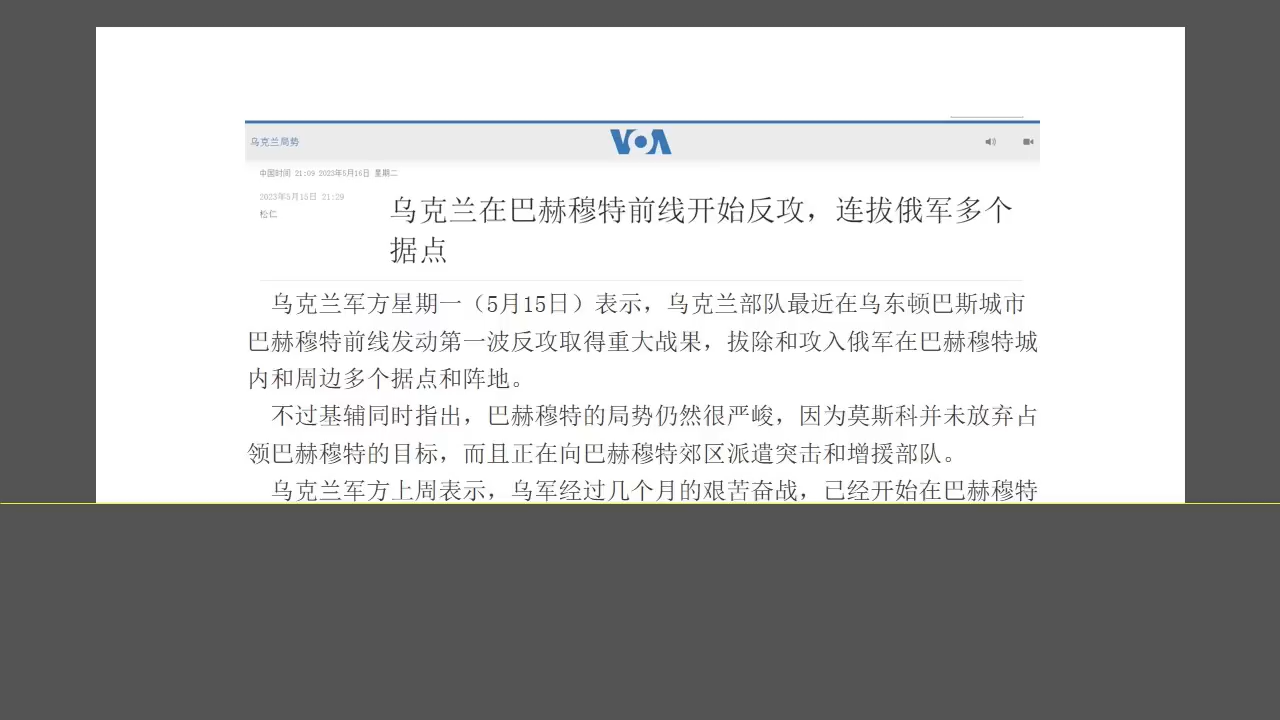 乌克兰局势
VOA
中国时间 21:09 2023年5月16日 星期二
2023年5月15日 21:29
松仁
乌克兰在巴赫穆特前线开始反攻，连拔俄军多个
据点
乌克兰军方星期一（5月15日）表示，乌克兰部队最近在乌东顿巴斯城市
巴赫穆特前线发动第一波反攻取得重大战果，拔除和攻入俄军在巴赫穆特城
内和周边多个据点和阵地。
不过基辅同时指出，巴赫穆特的局势仍然很严峻，因为莫斯科并未放弃占
领巴赫穆特的目标，而且正在向巴赫穆特郊区派遣突击和增援部队。
乌克兰军方上周表示，乌军经过几个月的艰苦奋战，已经开始在巴赫穆特